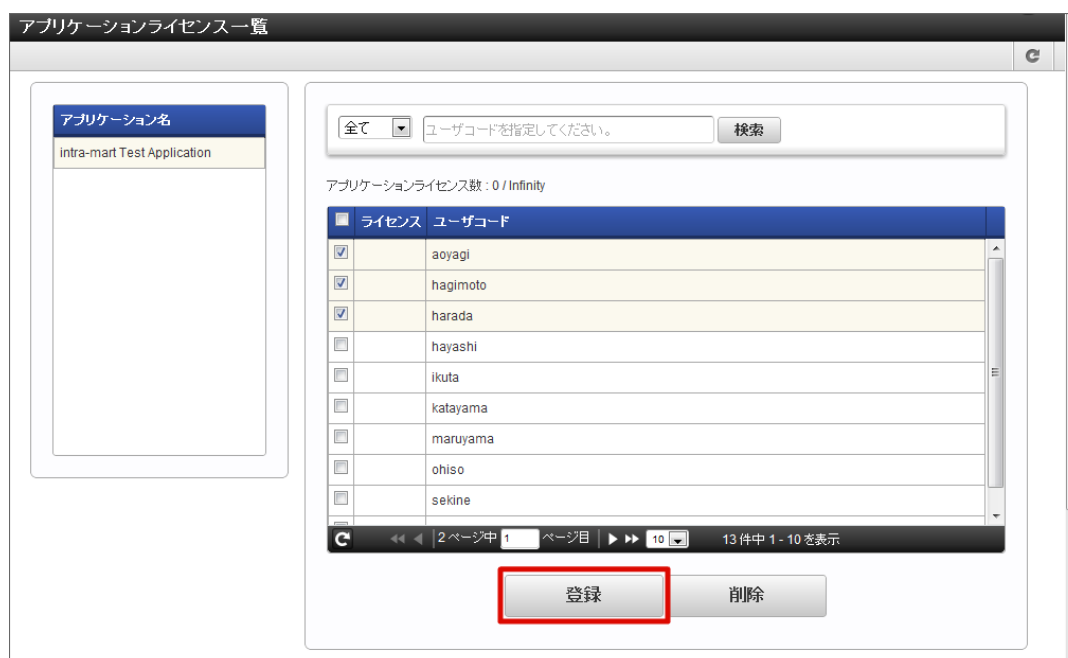 アプリケーションライセンス一覧
アプリケーション名
intra-mart Test Application
全て ユーザコードを指定してください。 検索
アプリケーションライセンス数 : 0 / Infinity
ライセンス ユーザコード
aoyagi
hagimoto
harada
hayashi
ikuta
katayama
maruyama
ohiso
sekine
2 ページ中 1 ページ目 10 13 件中 1 - 10 を表示
登録 削除